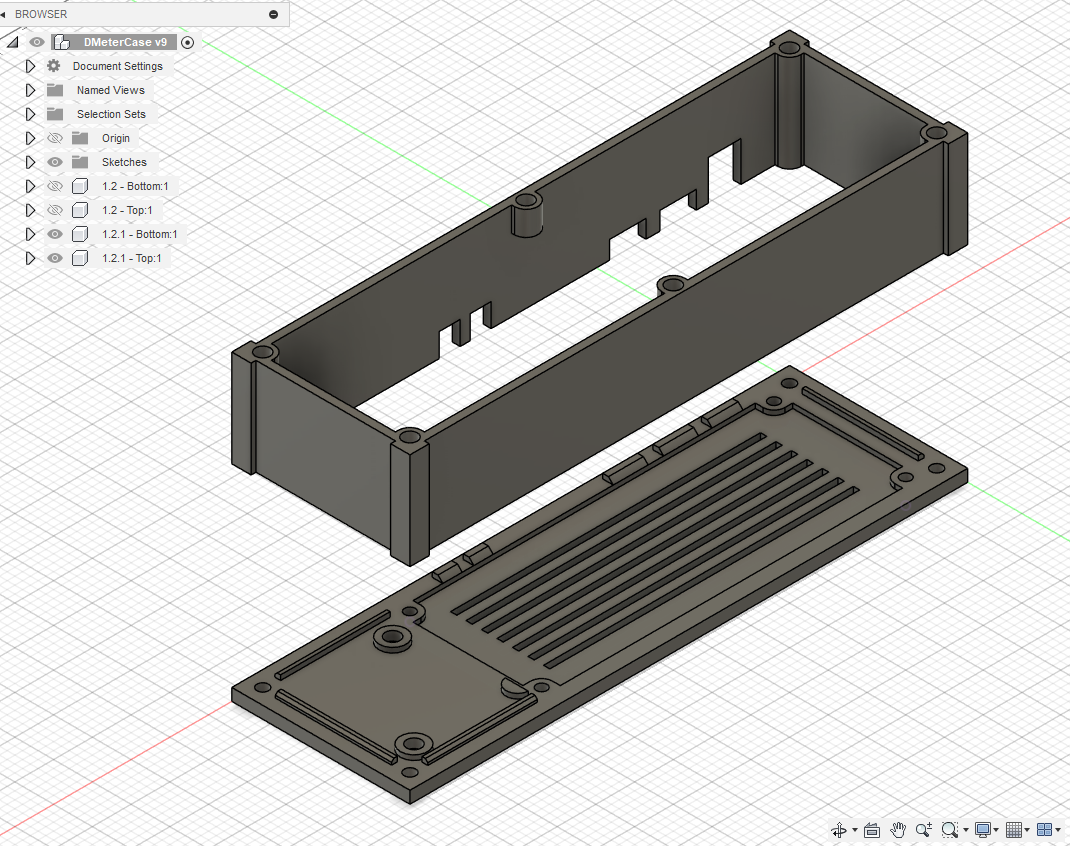 BROWSER
DMeterCase v9
Document Settings
Named Views
Selection Sets
Origin
Sketches
1.2 - Bottom:1
1.2 - Top:1
1.2.1 - Bottom:1
1.2.1 - Top:1